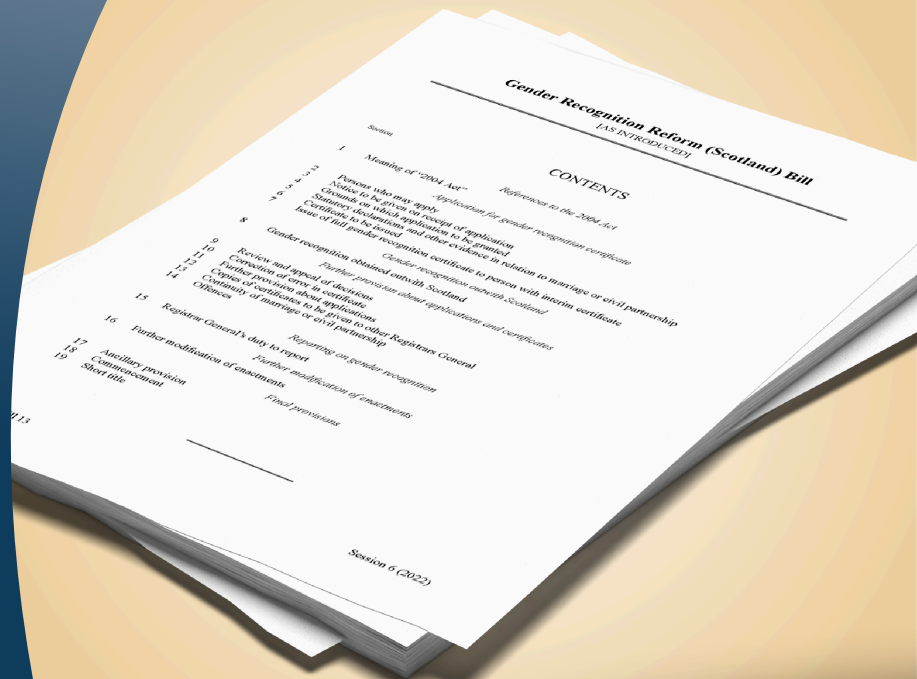 Gender Recognition Reform (Scotland) Bill
[AS INTRODUCED]
CONTENTS
Section
References to the 2004 Act
1 Meaning of “2004 Act”
Application for gender recognition certificate
2 Persons who may apply
3 Notice to be given on receipt of application
4 Grounds on which application to be granted
5 Statutory declarations and other evidence in relation to marriage or civil partnership
6 Certificate to be issued
7 Issue of full gender recognition certificate to person with interim certificate
Gender recognition outwith Scotland
8 Gender recognition obtained outwith Scotland
Further provision about applications and certificates
9 Review and appeal of decisions
10 Correction of error in certificate
11 Further provision about applications
12 Copies of certificates to be given to other Registrars General
13 Continuity of marriage or civil partnership
14 Offences
Reporting on gender recognition
15 Registrar General’s duty to report
Further modification of enactments
16 Further modification of enactments
Final provisions
17 Ancillary provision
18 Commencement
19 Short title
ll 13
Session 6 (2022)